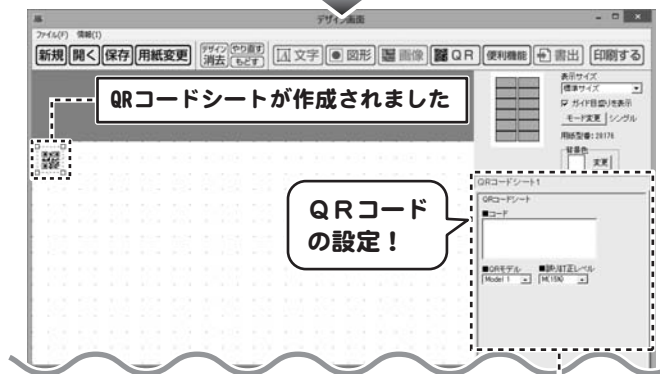 デザイン画面
ファイル(F) 情報(I)
新規 開く 保存 用紙変更 デザイン消去 やり直す もどす 文字 図形 画像 QR 便利機能 書出 印刷する
表示サイズ
標準サイズ
ガイド目盛りを表示
モード変更 シングル
用紙型番:28176
背景色
変更
QRコードシートが作成されました
QRコードシート1
QRコードシート
■コード
QRコード
の設定!
■QRモデル ■誤り訂正レベル
Model 1 M(15%)